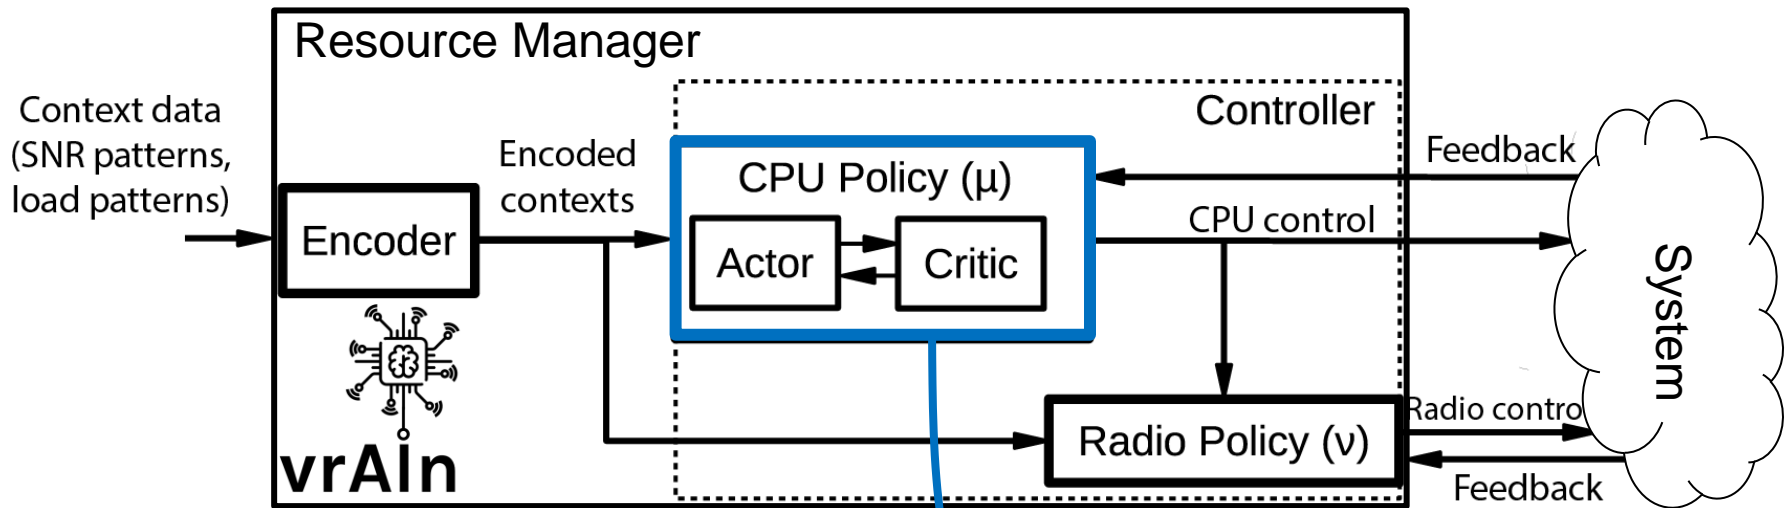 Resource Manager
Context data
(SNR patterns,
load patterns)
Encoder
Encoded
contexts
Controller
CPU Policy (μ)
Actor
Critic
Feedback
CPU control
System
Radio Policy (ν)
Radio contro
Feedback
vrAIn